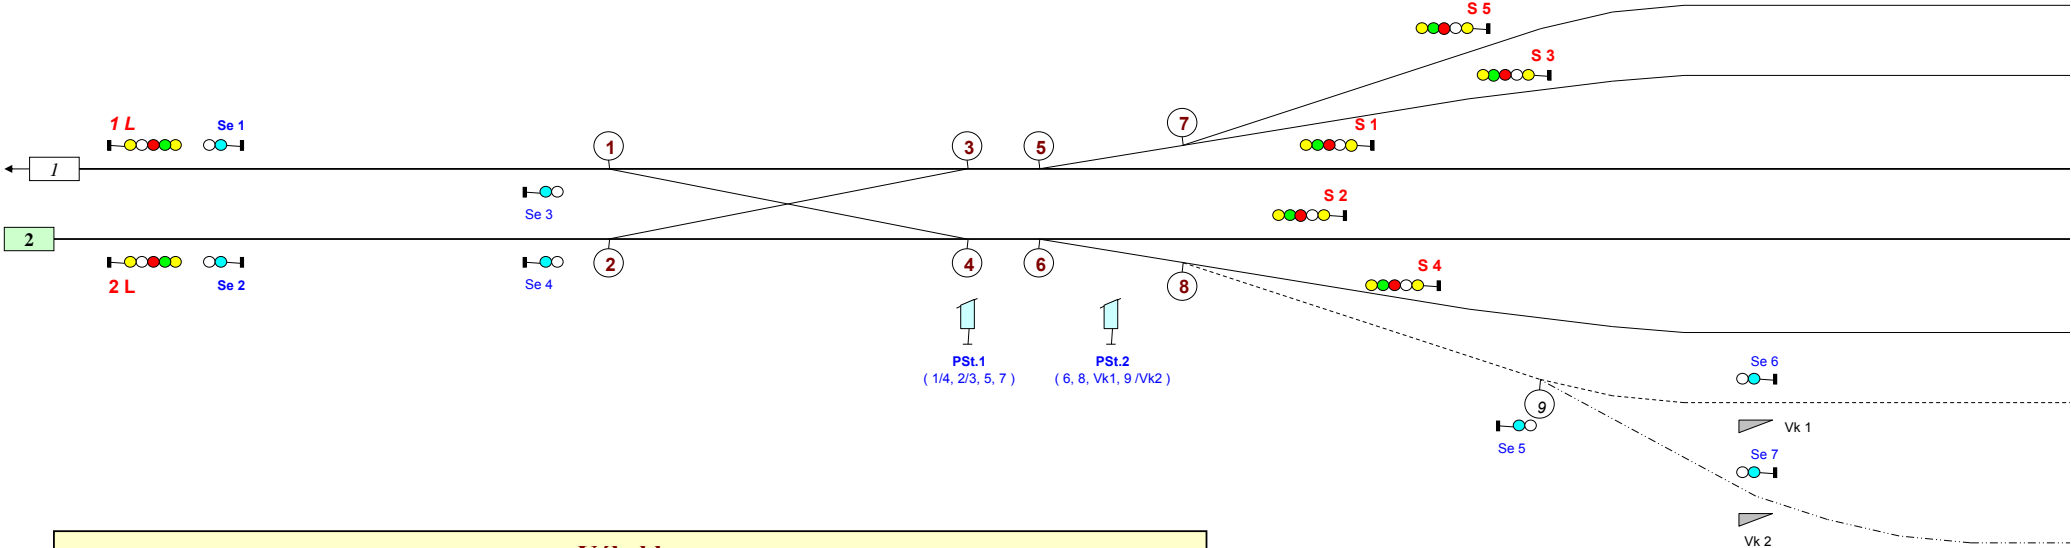 S 5
S 3
1 L
Se 1
1
3
5
7
S 1
1
Se 3
S 2
2
2 L
Se 2
Se 4
2
4
6
8
S 4
PSt.1
( 1/4, 2/3, 5, 7 )
PSt.2
( 6, 8, Vk1, 9 /Vk2 )
Se 6
9
Vk 1
Se 5
Se 7
Vk 2